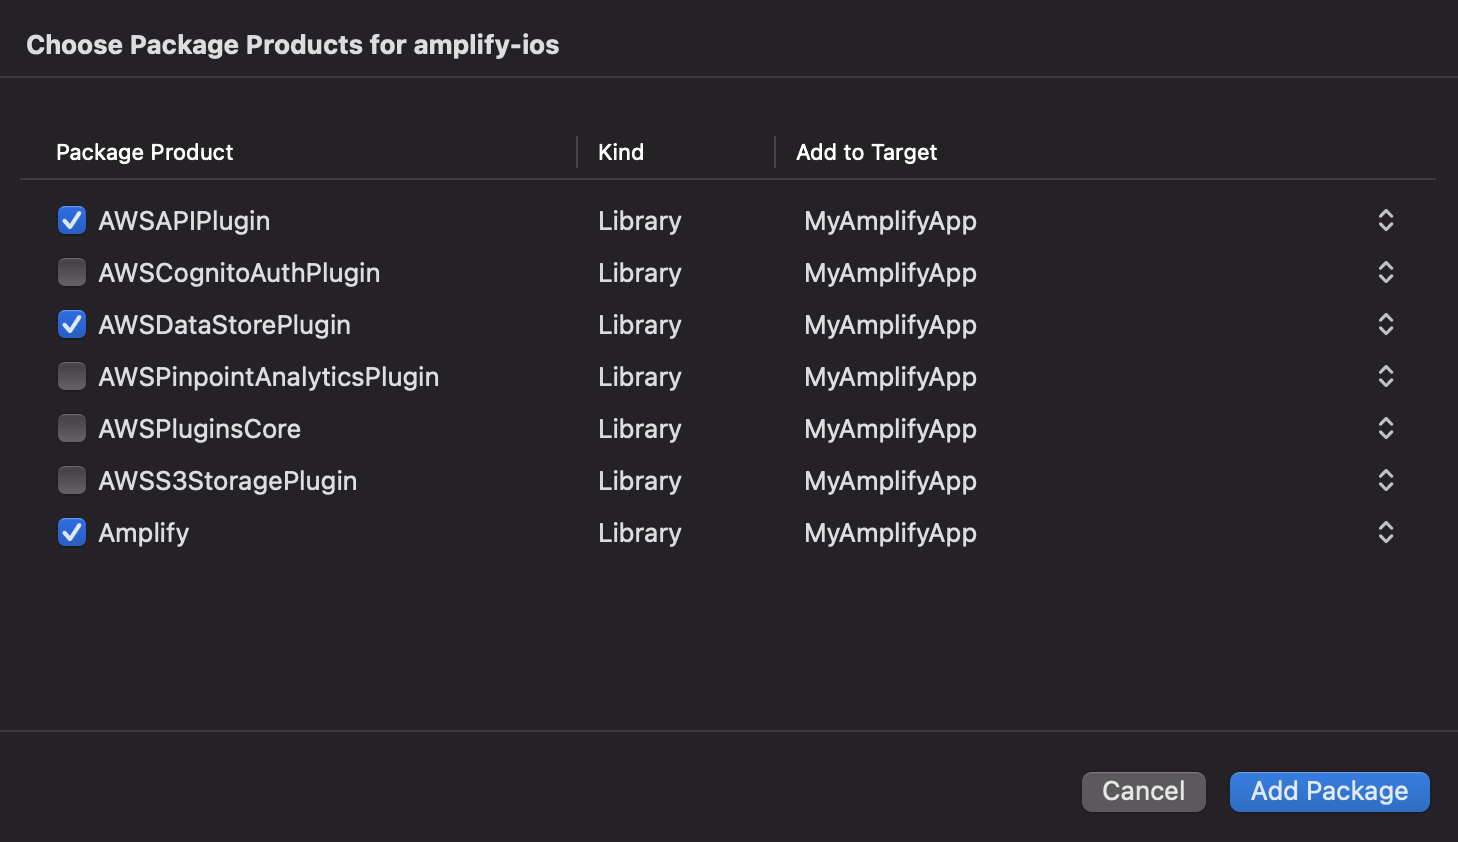 Choose Package Products for amplify-ios
Package Product Kind Add to Target
AWSAPIPlugin Library MyAmplifyApp
AWSCognitoAuthPlugin Library MyAmplifyApp
AWSDataStorePlugin Library MyAmplifyApp
AWSPinpointAnalyticsPlugin Library MyAmplifyApp
AWSPluginsCore Library MyAmplifyApp
AWSS3StoragePlugin Library MyAmplifyApp
Amplify Library MyAmplifyApp
Cancel Add Package